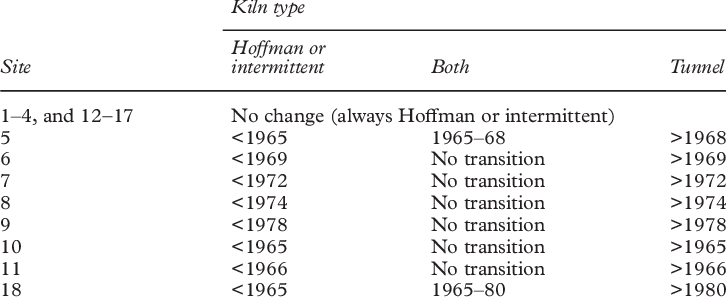 Kiln type
Hoffman or
Site intermittent Both Tunnel
1–4, and 12–17 No change (always Hoffman or intermittent)
5 <1965 1965–68 >1968
6 <1969 No transition >1969
7 <1972 No transition >1972
8 <1974 No transition >1974
9 <1978 No transition >1978
10 <1965 No transition >1965
11 <1966 No transition >1966
18 <1965 1965–80 >1980